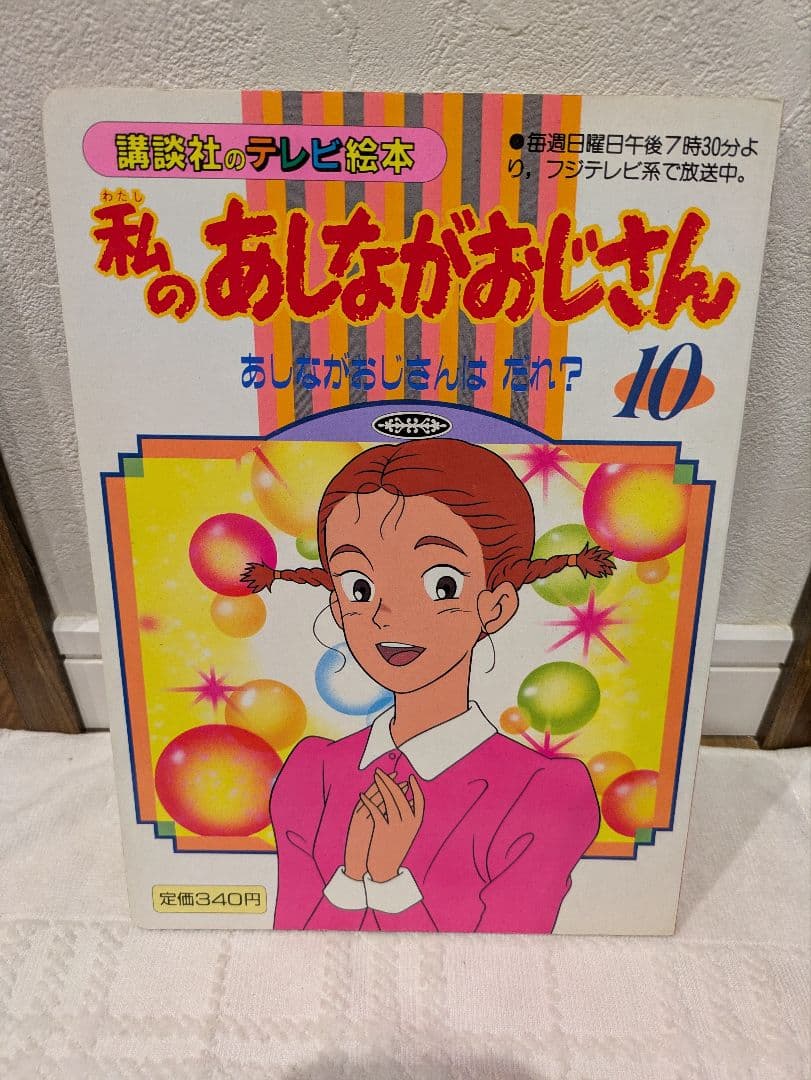 講談社のテレビ絵本
●毎週日曜日午後7時30分よ
り，フジテレビ系で放送中。
わたし
私のあしながおじさん
あしながおじさんは だれ？
10
定価340円